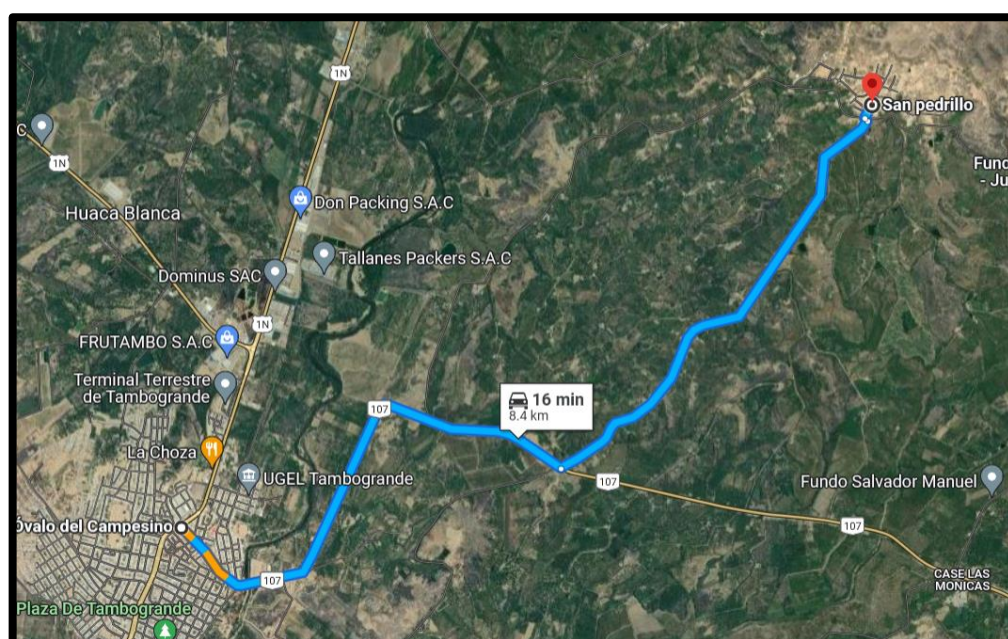 1N
San pedrillo
C
1N
Fund
- Ju
Huaca Blanca
Don Packing S.A.C
Tallanes Packers S.A.C
Dominus SAC
1N
FRUTAMBO S.A.C
Terminal Terrestre
de Tambogrande
16 min
8.4 km
107
La Choza
UGEL Tambogrande
107
Fundo Salvador Manuel
Óvalo del Campesino
107
107
CASE LAS
MONICAS
Plaza De Tambogrande